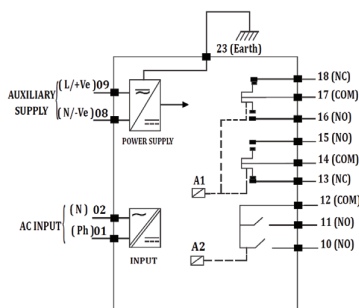 23 (Earth)
AUXILIARY
SUPPLY
(L/+Ve)09
(N/-Ve)08
POWER SUPPLY
18 (NC)
17 (COM)
16 (NO)
15 (NO)
14 (COM)
13 (NC)
A1
12 (COM)
11 (NO)
10 (NO)
A2
AC INPUT
(N) 02
(Ph)01
INPUT